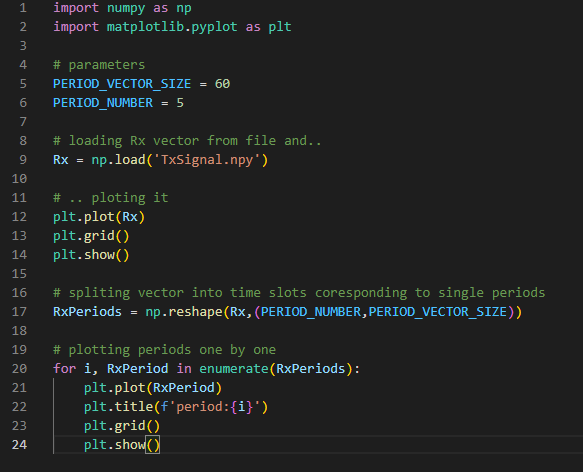 1 import numpy as np
2 import matplotlib.pyplot as plt
3
4 # parameters
5 PERIOD_VECTOR_SIZE = 60
6 PERIOD_NUMBER = 5
7
8 # loading Rx vector from file and..
9 Rx = np.load('TxSignal.npy')
10
11 # .. ploting it
12 plt.plot(Rx)
13 plt.grid()
14 plt.show()
15
16 # spliting vector into time slots coresponding to single periods
17 RxPeriods = np.reshape(Rx,(PERIOD_NUMBER,PERIOD_VECTOR_SIZE))
18
19 # plotting periods one by one
20 for i, RxPeriod in enumerate(RxPeriods):
21     plt.plot(RxPeriod)
22     plt.title(f'period:{i}')
23     plt.grid()
24     plt.show()